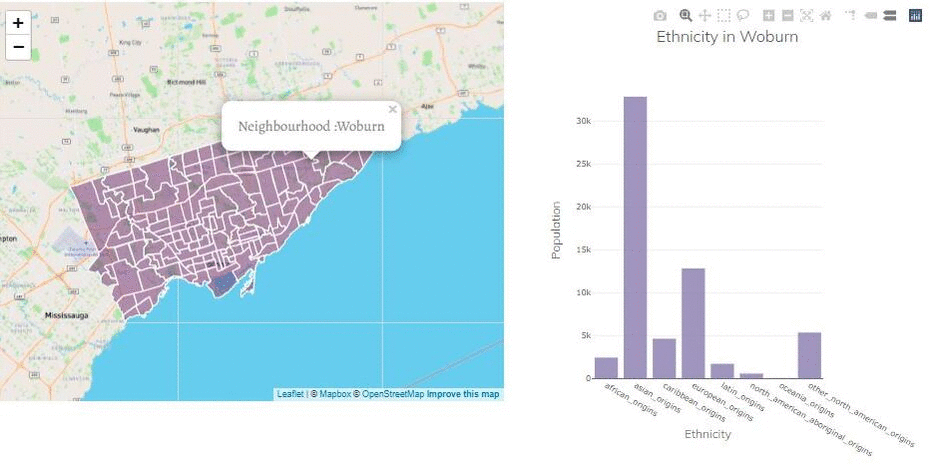 +
−
Stouffville
King City
Richmond Hill
Vaughan
Ajax
Neighbourhood :Woburn
×
Mississauga
Leaflet | © Mapbox © OpenStreetMap Improve this map
Ethnicity in Woburn
Population
30k
25k
20k
15k
10k
5k
0
african_origins
asian_origins
caribbean_origins
european_origins
latin_origins
north_american_aboriginal_origins
oceania_origins
other_north_american_origins
Ethnicity